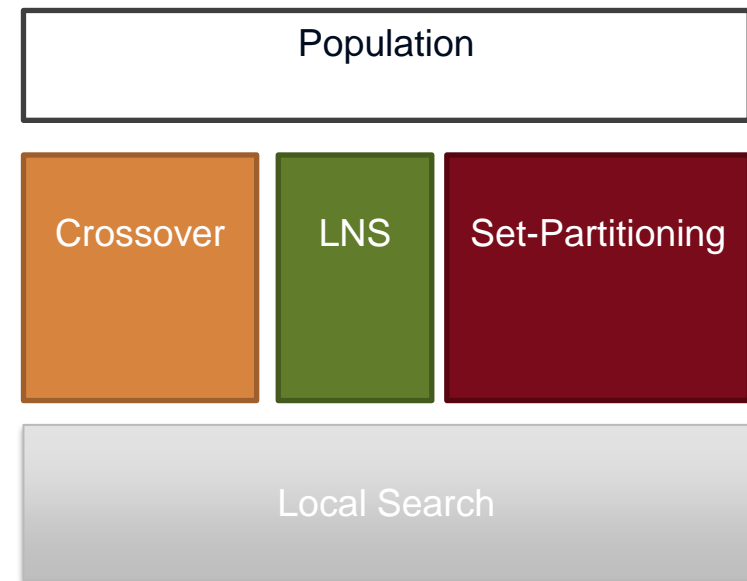 Population
Crossover
LNS
Set-Partitioning
Local Search